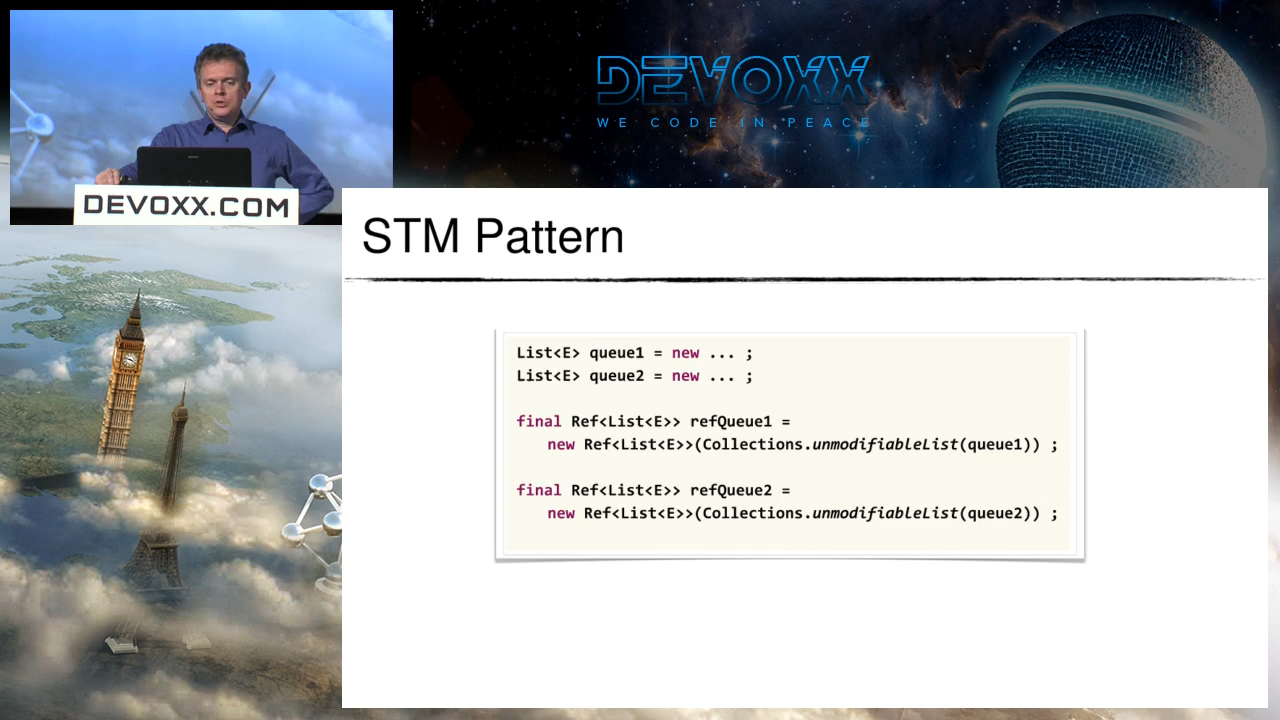 DEVOXX
WE CODE IN PEACE
DEVOXX.COM
STM Pattern
List<E> queue1 = new ... ;
List<E> queue2 = new ... ;
final Ref<List<E>> refQueue1 =
new Ref<List<E>>(Collections.unmodifiableList(queue1)) ;
final Ref<List<E>> refQueue2 =
new Ref<List<E>>(Collections.unmodifiableList(queue2)) ;